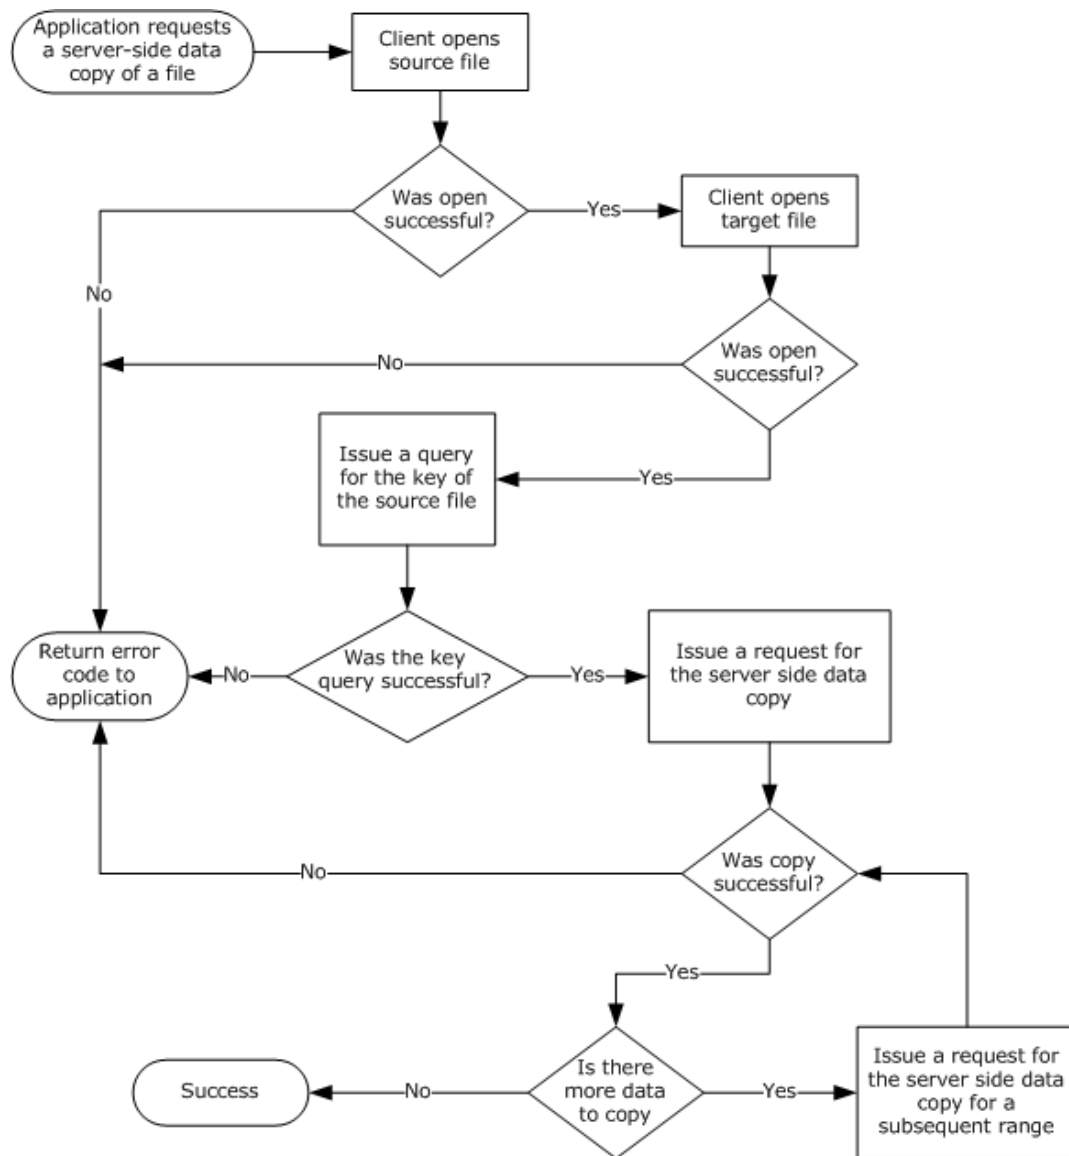 Application requests
a server-side data
copy of a file
Client opens
source file
Was open
successful?
Yes
Client opens
target file
No
Was open
successful?
No
Issue a query
for the key of
the source file
Yes
Return error
code to
application
No
Was the key
query successful?
Yes
Issue a request for
the server side data
copy
Was copy
successful?
No
Yes
Success
No
Is there
more data
to copy
Yes
Issue a request for
the server side data
copy for a
subsequent range